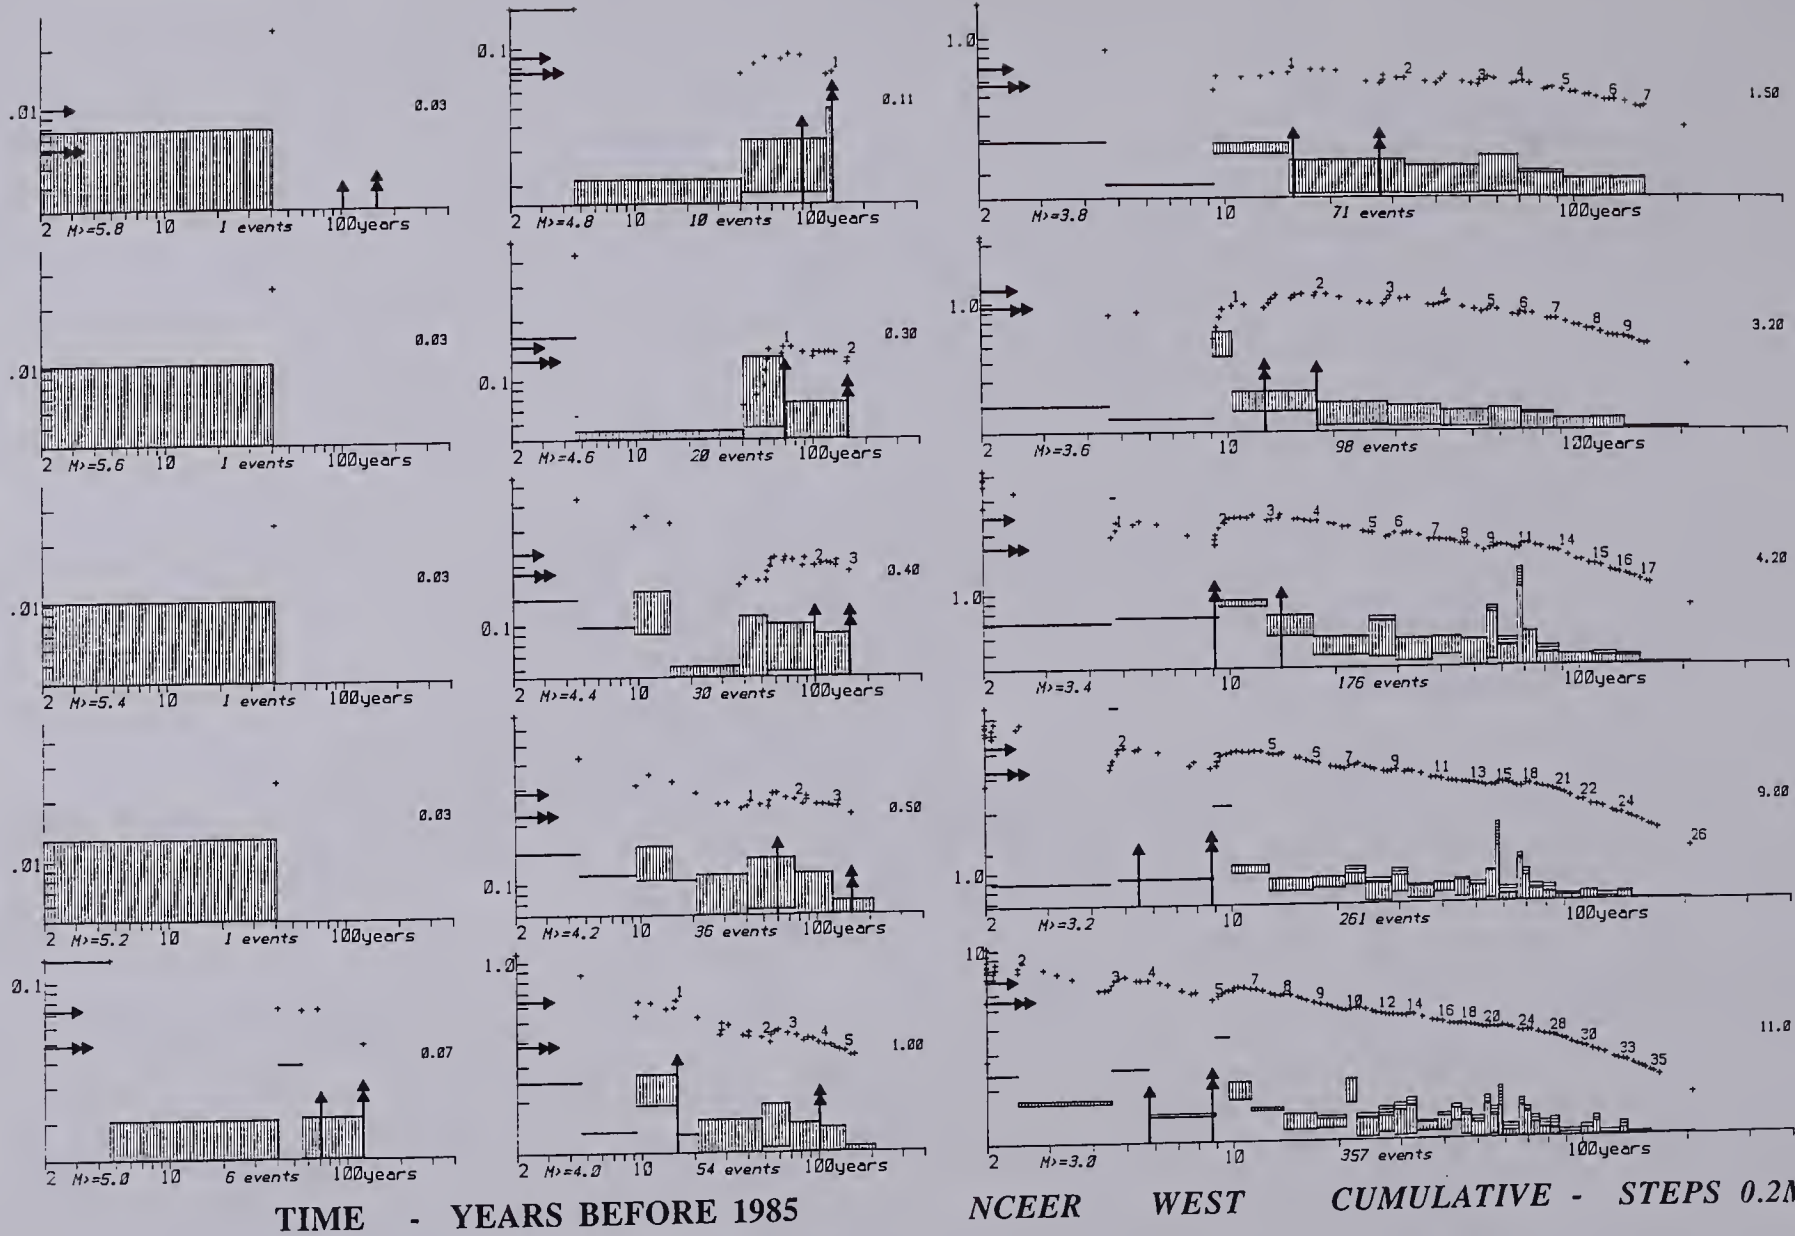 .01
0.03
2 M>=5.8 10 1 events 100years
.01
0.03
2 M>=5.6 10 1 events 100years
.01
0.03
2 M>=5.4 10 1 events 100years
.01
0.03
2 M>=5.2 10 1 events 100years
0.1
0.07
2 M>=5.0 10 6 events 100years
0.1
1
0.11
2 M>=4.8 10 10 events 100years
1 2
0.30
0.1
2 M>=4.6 10 20 events 100years
2 3
0.40
0.1
2 M>=4.4 10 30 events 100years
1 2 3
0.50
0.1
2 M>=4.2 10 36 events 100years
1.0
1 2 3 4 5
1.00
2 M>=4.0 10 54 events 100years
1.0
1 2 3 4 5 6 7
1.50
2 M>=3.8 10 71 events 100years
1.0
1 2 3 4 5 6 7 8 9
3.20
2 M>=3.6 10 98 events 100years
1 2 3 4 5 6 7 8 9 11 14 15 16 17
4.20
1.0
2 M>=3.4 10 176 events 100years
2 3 5 6 7 9 11 13 15 18 21 22 24 26
9.00
1.0
2 M>=3.2 10 261 events 100years
10
2 3 4 5 7 8 9 10 12 14 16 18 20 24 28 30 33 35
11.0
2 M>=3.0 10 357 events 100years
TIME - YEARS BEFORE 1985 NCEER WEST CUMULATIVE - STEPS 0.2M